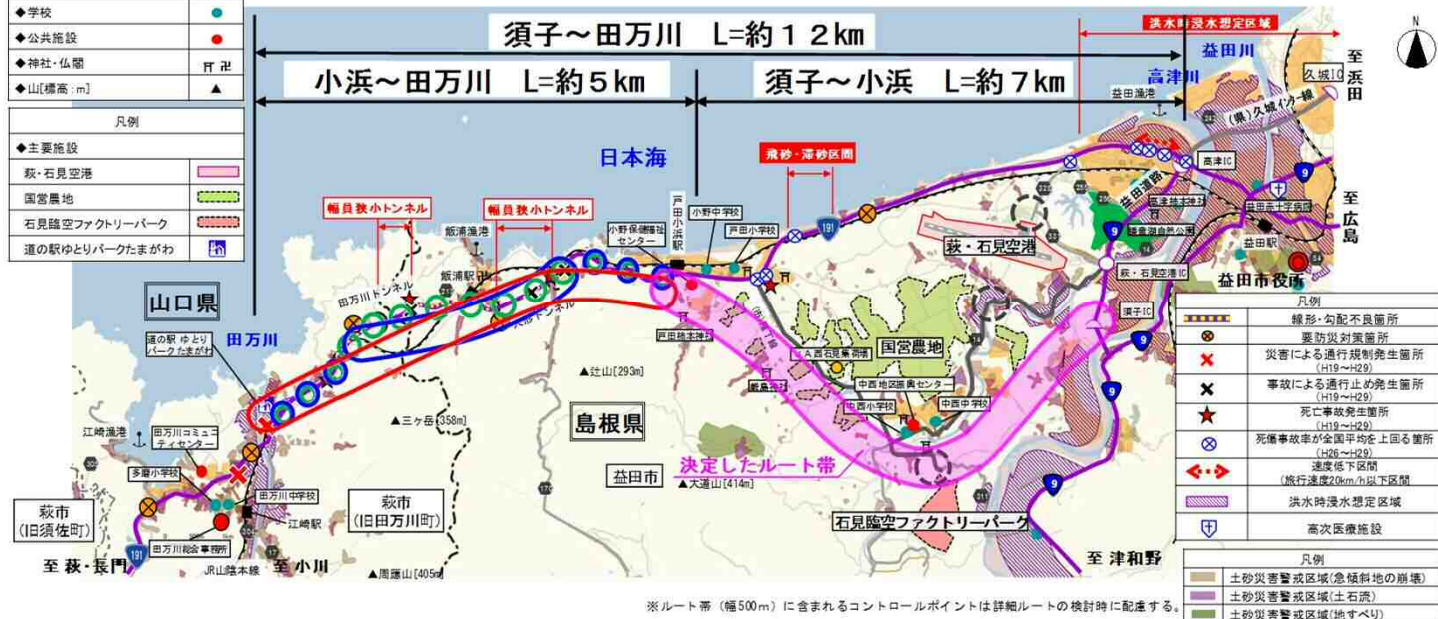 ◆学校
◆公共施設
◆神社・仏閣
◆山[標高:m]
凡例
◆主要施設
萩・石見空港
国営農地
石見臨空ファクトリーパーク
道の駅ゆとりパークたまがわ
須子～田万川 L=約12km
小浜～田万川 L=約5km
須子～小浜 L=約7km
洪水時浸水想定区域
益田川
高津川
益田漁港
久城IC
至浜田
(県)久城インター線
N
日本海
飛砂・滞砂区間
幅員狭小トンネル
幅員狭小トンネル
飯浦漁港
小野保健福祉センター
戸田小浜駅
小野中学校
戸田小学校
191
高津IC
益田道路
高津柿本神社
益田赤十字病院
9
至広島
益田駅
萩・石見空港
萩・石見空港IC
益田市役所
山口県
田万川トンネル
飯浦駅
道の駅 ゆとりパークたまがわ
田万川
戸田柿本神社
国営農地
JA西石見集荷場
須子IC
▲辻山[293m]
中西地区振興センター
中西小学校
中西中学校
▲三ヶ岳[358m]
島根県
益田市
決定したルート帯
▲大道山[414m]
石見臨空ファクトリーパーク
江崎漁港
田万川コミュニティセンター
多磨小学校
田万川中学校
江崎駅
萩市
(旧須佐町)
萩市
(旧田万川町)
田万川総合事務所
191
至萩・長門
JR山陰本線
至小川
▲周藤山[405m]
至津和野
凡例
線形・勾配不良箇所
要防災対策箇所
災害による通行規制発生箇所
(H19～H29)
事故による通行止め発生箇所
(H19～H29)
死亡事故発生箇所
(H19～H29)
死傷事故率が全国平均を上回る箇所
(H26～H29)
速度低下区間
(旅行速度20km/h以下区間
洪水時浸水想定区域
高次医療施設
凡例
土砂災害警戒区域(急傾斜地の崩壊)
土砂災害警戒区域(土石流)
土砂災害警戒区域(地すべり)
※ルート帯（幅500m）に含まれるコントロールポイントは詳細ルートの検討時に配慮する。